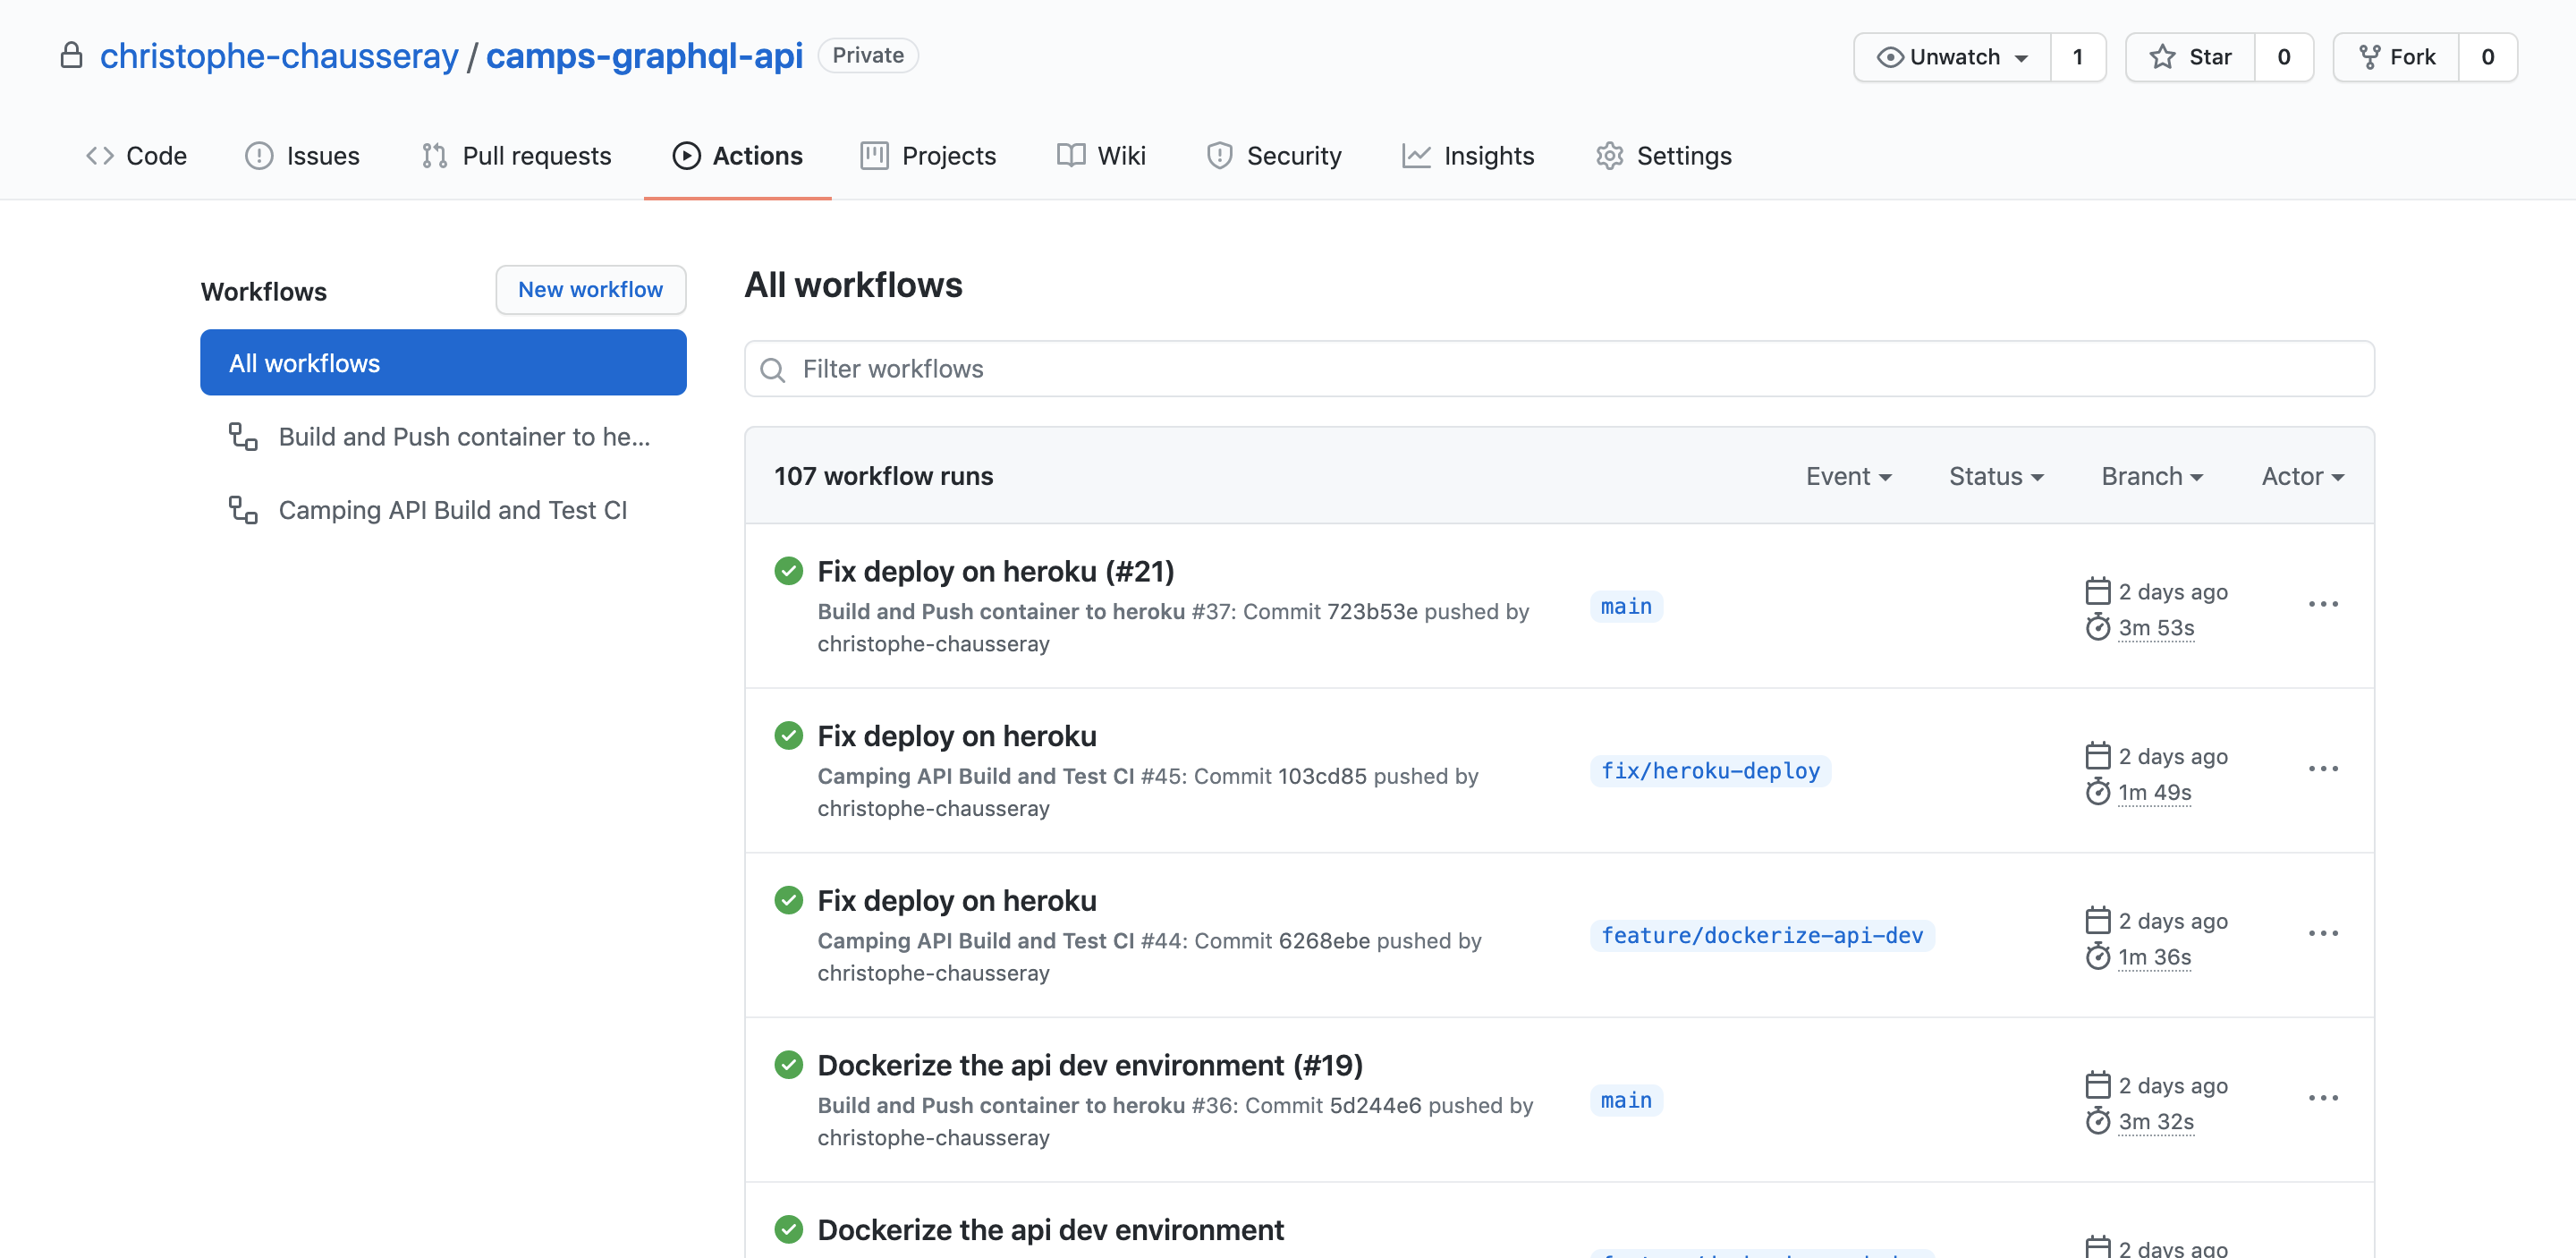 christophe-chausseray / camps-graphql-api Private
Unwatch 1 Star 0 Fork 0
Code Issues Pull requests Actions Projects Wiki Security Insights Settings
Workflows New workflow
All workflows
Build and Push container to he...
Camping API Build and Test CI
All workflows
Filter workflows
107 workflow runs Event Status Branch Actor
Fix deploy on heroku (#21)
Build and Push container to heroku #37: Commit 723b53e pushed by
christophe-chausseray
main
2 days ago
3m 53s
Fix deploy on heroku
Camping API Build and Test CI #45: Commit 103cd85 pushed by
christophe-chausseray
fix/heroku-deploy
2 days ago
1m 49s
Fix deploy on heroku
Camping API Build and Test CI #44: Commit 6268ebe pushed by
christophe-chausseray
feature/dockerize-api-dev
2 days ago
1m 36s
Dockerize the api dev environment (#19)
Build and Push container to heroku #36: Commit 5d244e6 pushed by
christophe-chausseray
main
2 days ago
3m 32s
Dockerize the api dev environment
2 days ago